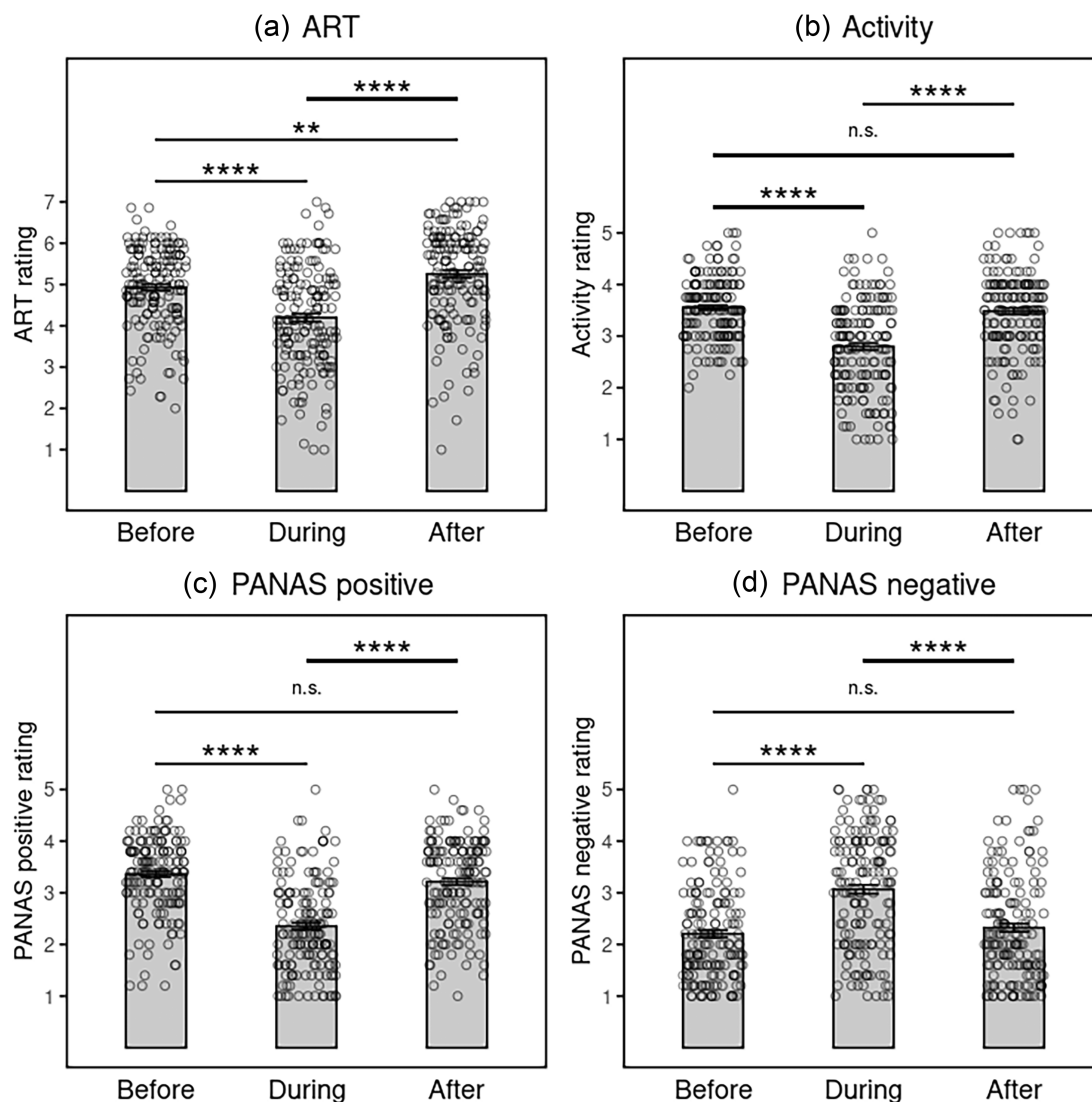 (a) ART
****
**
****
ART rating
7
6
5
4
3
2
1
Before During After
(b) Activity
****
n.s.
****
Activity rating
5
4
3
2
1
Before During After
(c) PANAS positive
****
n.s.
****
PANAS positive rating
5
4
3
2
1
Before During After
(d) PANAS negative
****
n.s.
****
PANAS negative rating
5
4
3
2
1
Before During After